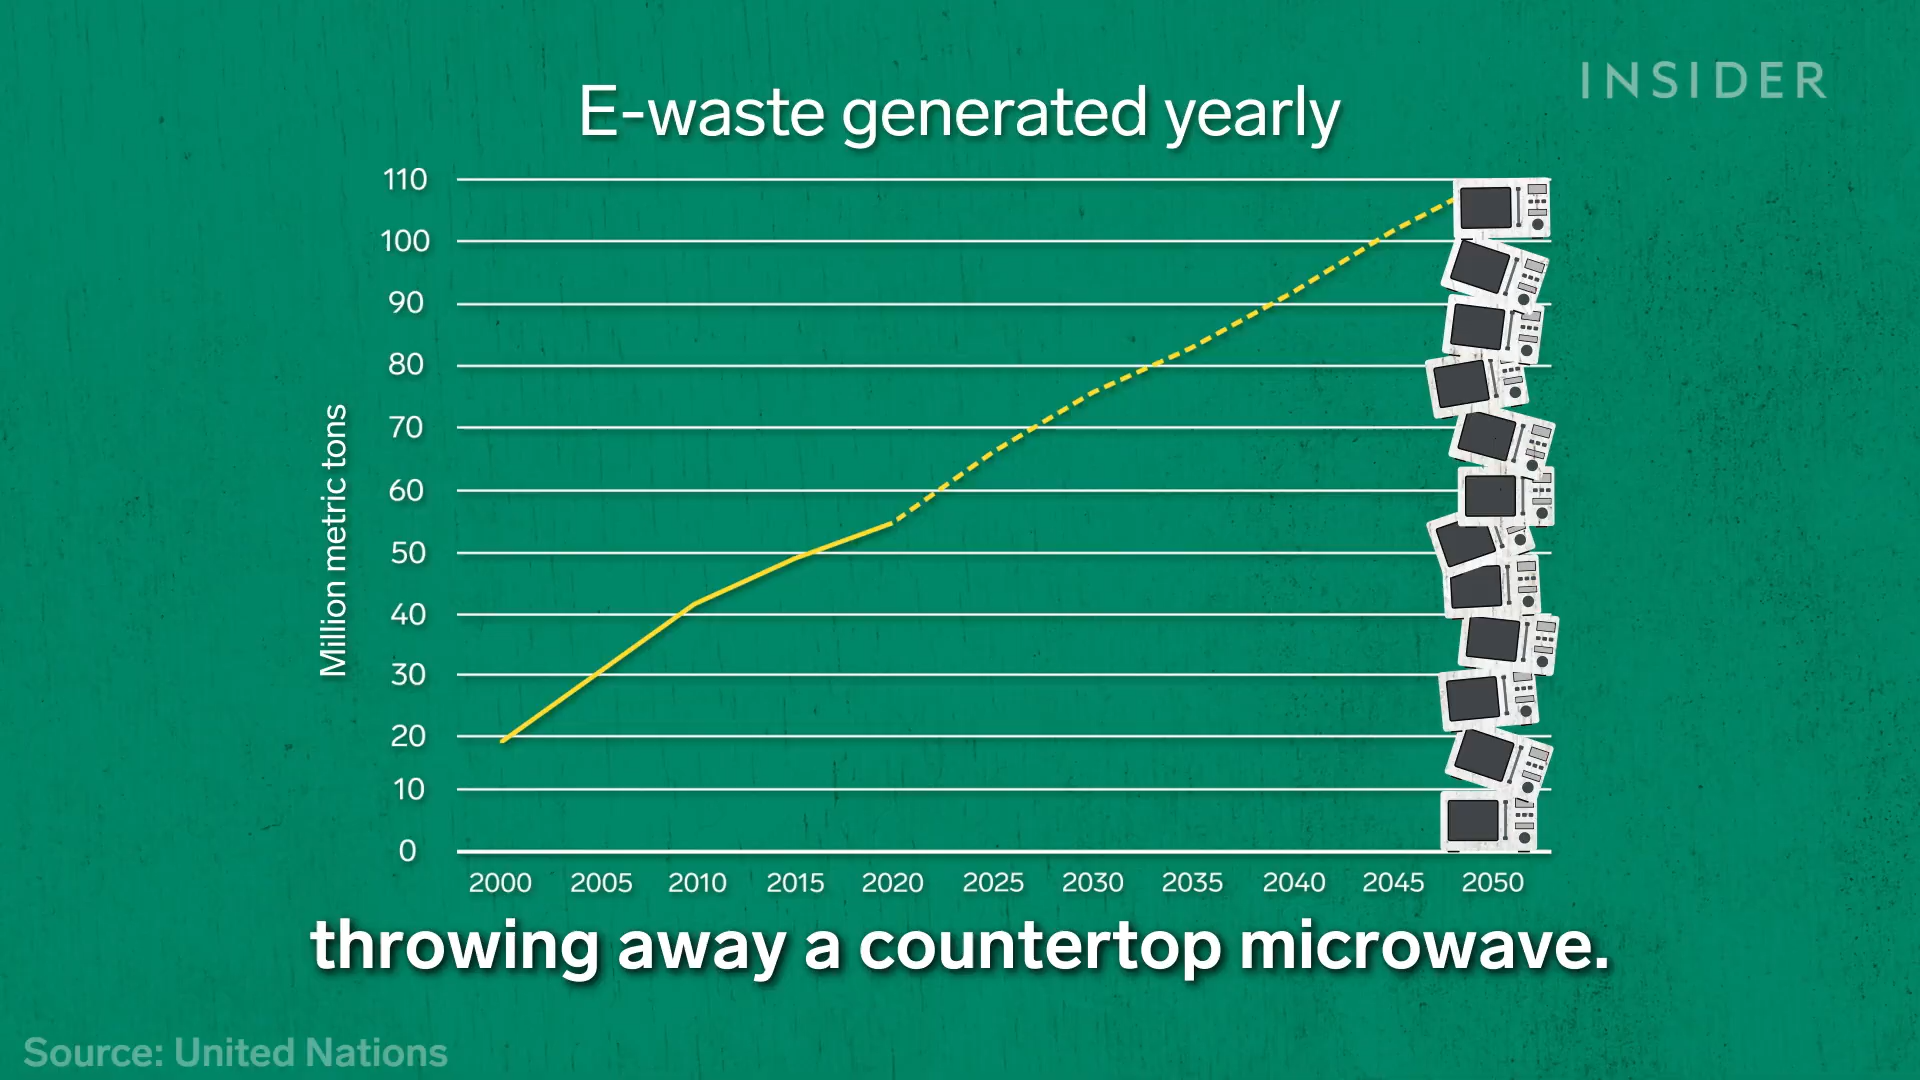 INSIDER
E-waste generated yearly
Million metric tons
110
100
90
80
70
60
50
40
30
20
10
0
2000 2005 2010 2015 2020 2025 2030 2035 2040 2045 2050
throwing away a countertop microwave.
Source: United Nations